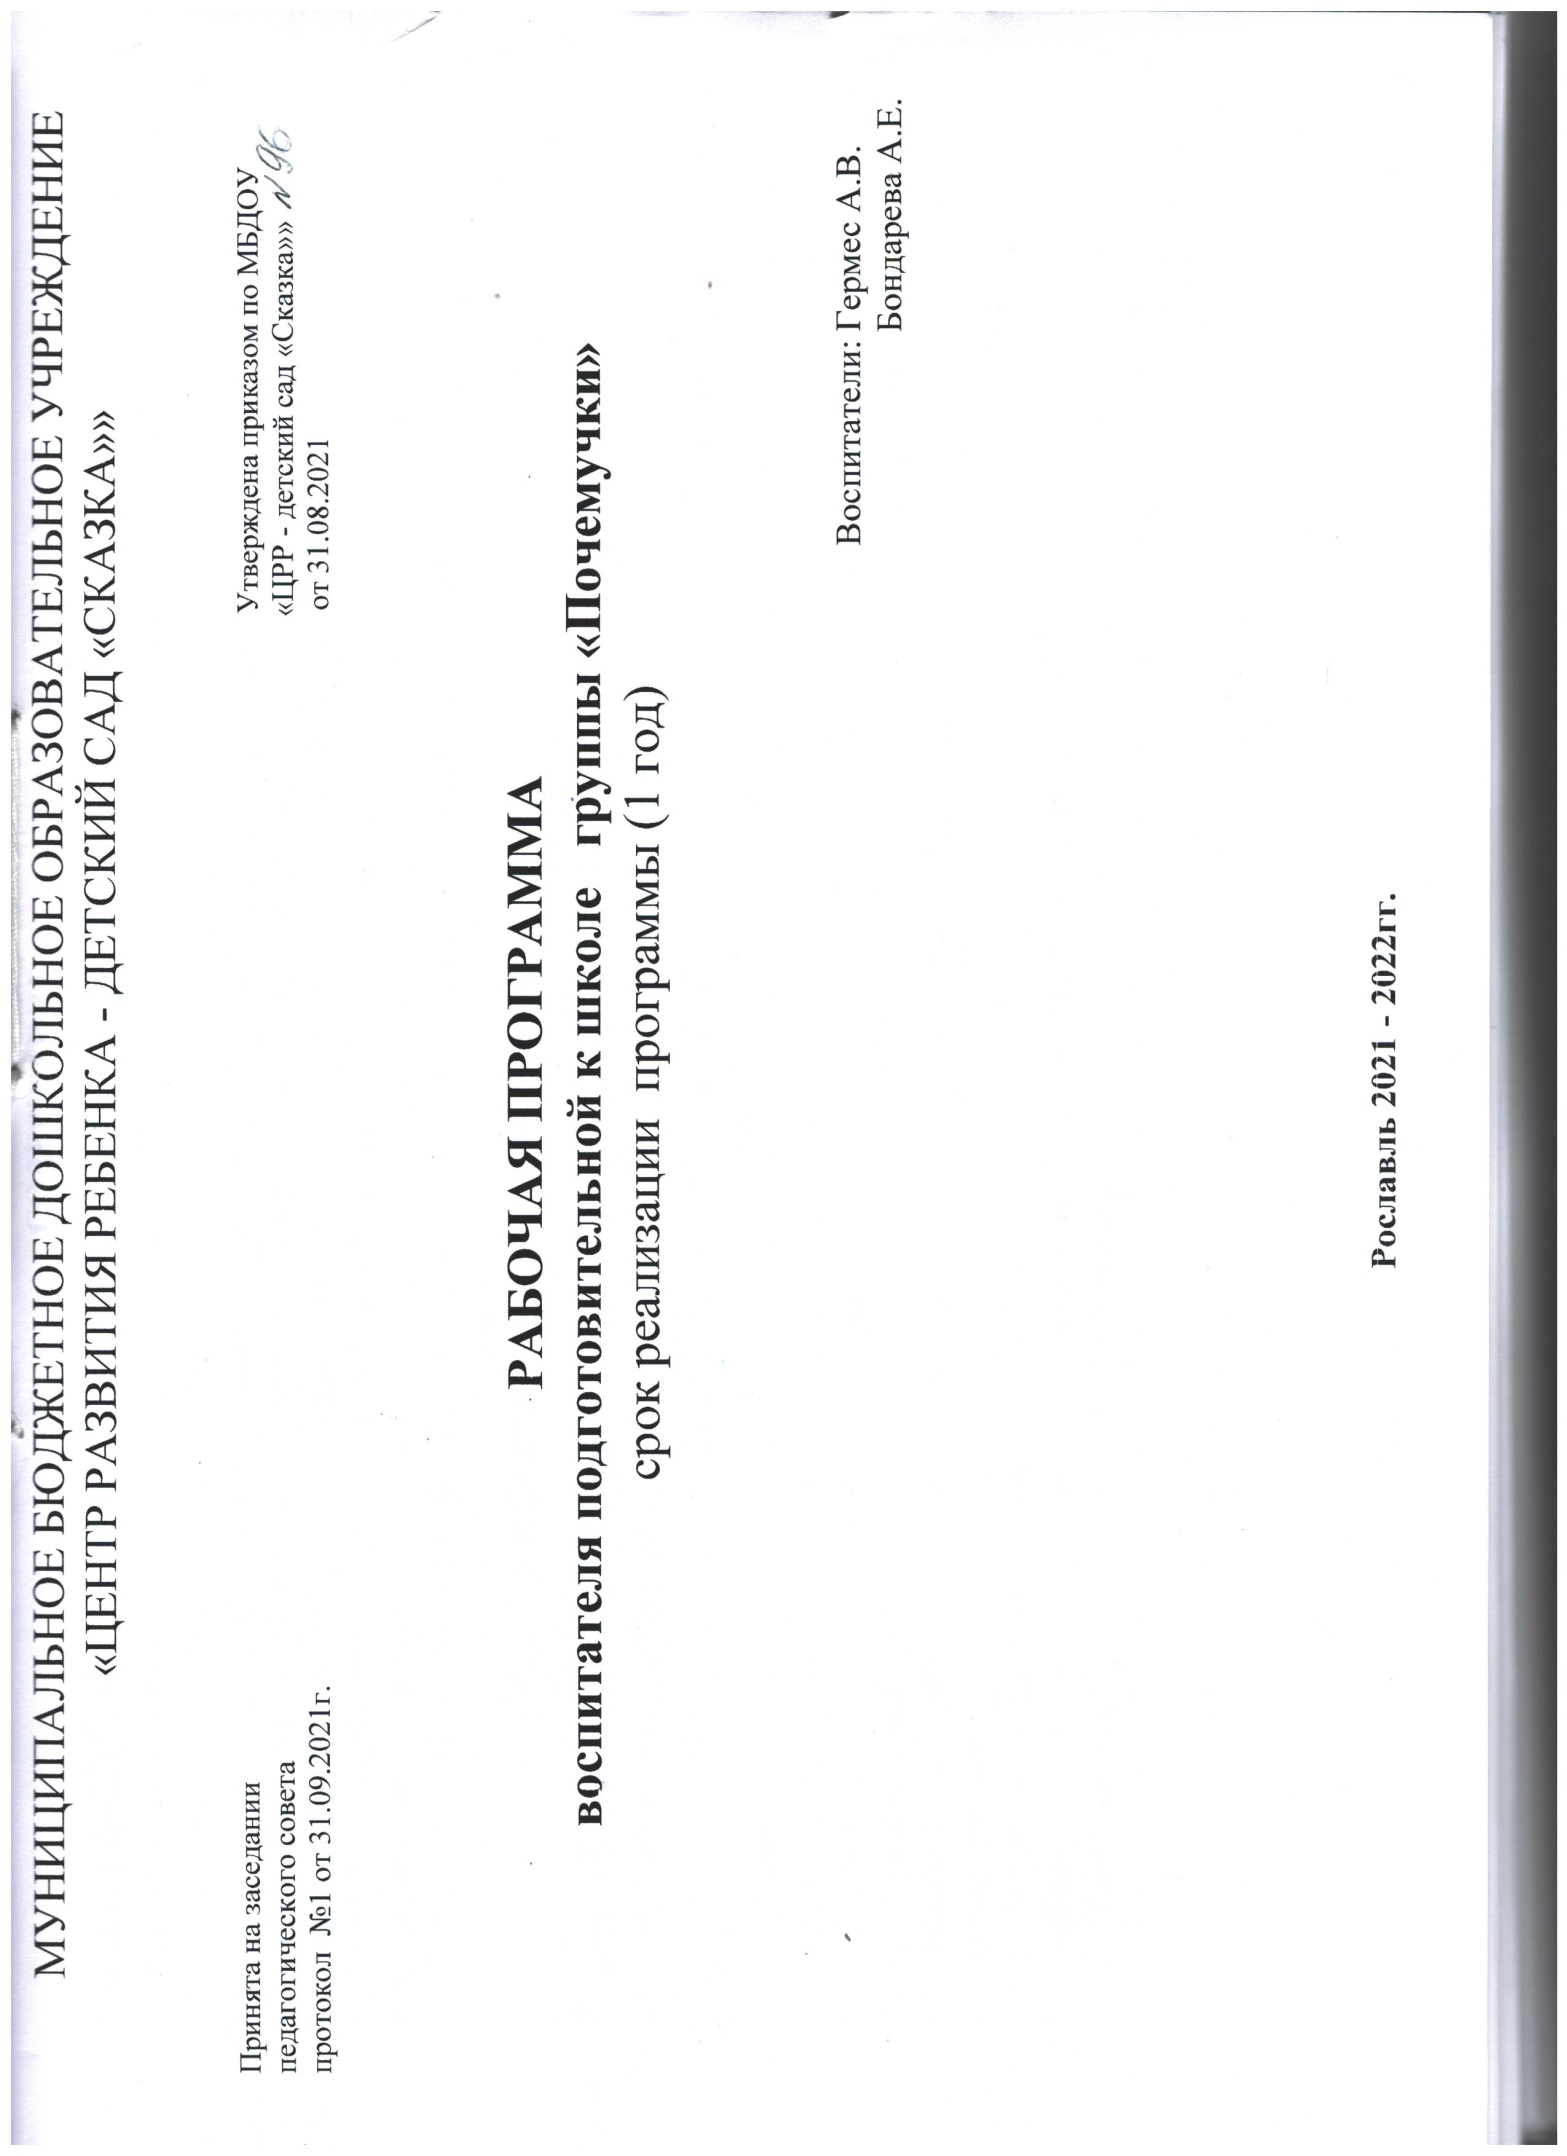 МУНИЦИПАЛЬНОЕ БЮДЖЕТНОЕ ДОШКОЛЬНОЕ ОБРАЗОВАТЕЛЬНОЕ УЧРЕЖДЕНИЕ
«ЦЕНТР РАЗВИТИЯ РЕБЕНКА - ДЕТСКИЙ САД «СКАЗКА»»
Принята на заседании
педагогического совета
протокол №1 от 31.09.2021г.
Утверждена приказом по МБДОУ
«ЦРР - детский сад «Сказка»» N 96
от 31.08.2021
РАБОЧАЯ ПРОГРАММА
воспитателя подготовительной к школе группы «Почемучки»
срок реализации программы (1 год)
Воспитатели: Гермес А.В.
Бондарева А.Е.
Рославль 2021 - 2022гг.